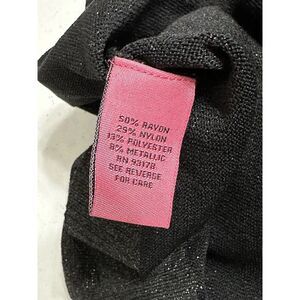 50% RAYON
29% NYLON
13% POLYESTER
8% METALLIC
RN 93178
SEE REVERSE
FOR CARE